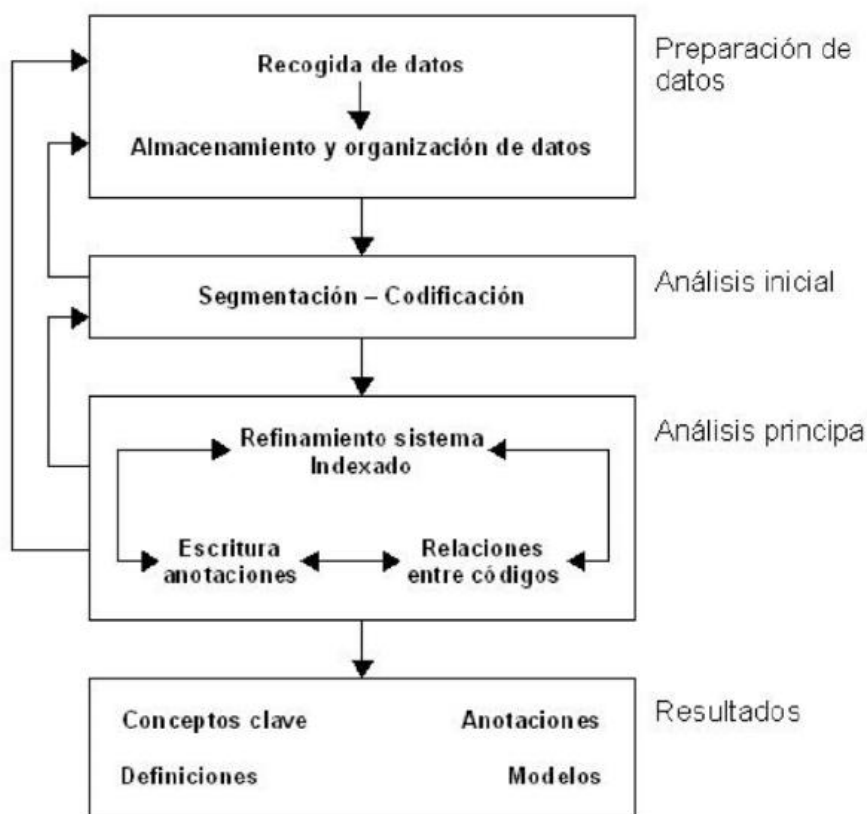 Recogida de datos
Preparación de
datos
Almacenamiento y organización de datos
Segmentación – Codificación
Análisis inicial
Refinamiento sistema
Indexado
Análisis principa
Escritura
anotaciones
Relaciones
entre códigos
Conceptos clave
Anotaciones
Resultados
Definiciones
Modelos